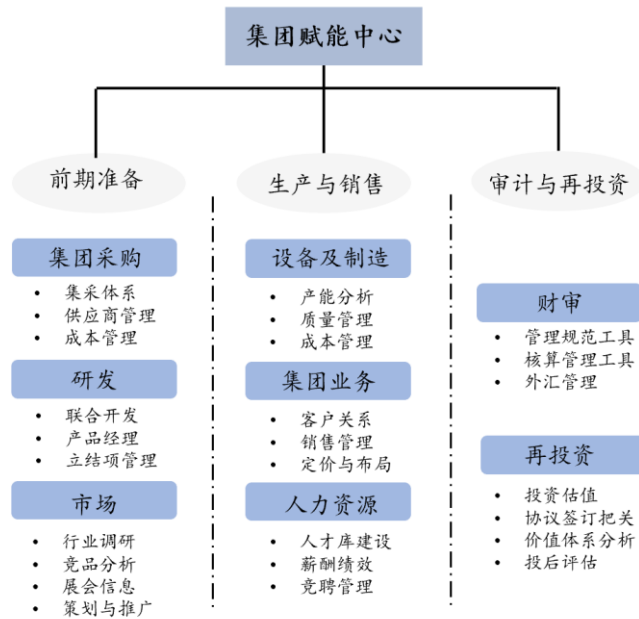 集团赋能中心
前期准备
集团采购
• 集采体系
• 供应商管理
• 成本管理
研发
• 联合开发
• 产品经理
• 立结项管理
市场
• 行业调研
• 竞品分析
• 展会信息
• 策划与推广
生产与销售
设备及制造
• 产能分析
• 质量管理
• 成本管理
集团业务
• 客户关系
• 销售管理
• 定价与布局
人力资源
• 人才库建设
• 薪酬绩效
• 竞聘管理
审计与再投资
财审
• 管理规范工具
• 核算管理工具
• 外汇管理
再投资
• 投资估值
• 协议签订把关
• 价值体系分析
• 投后评估